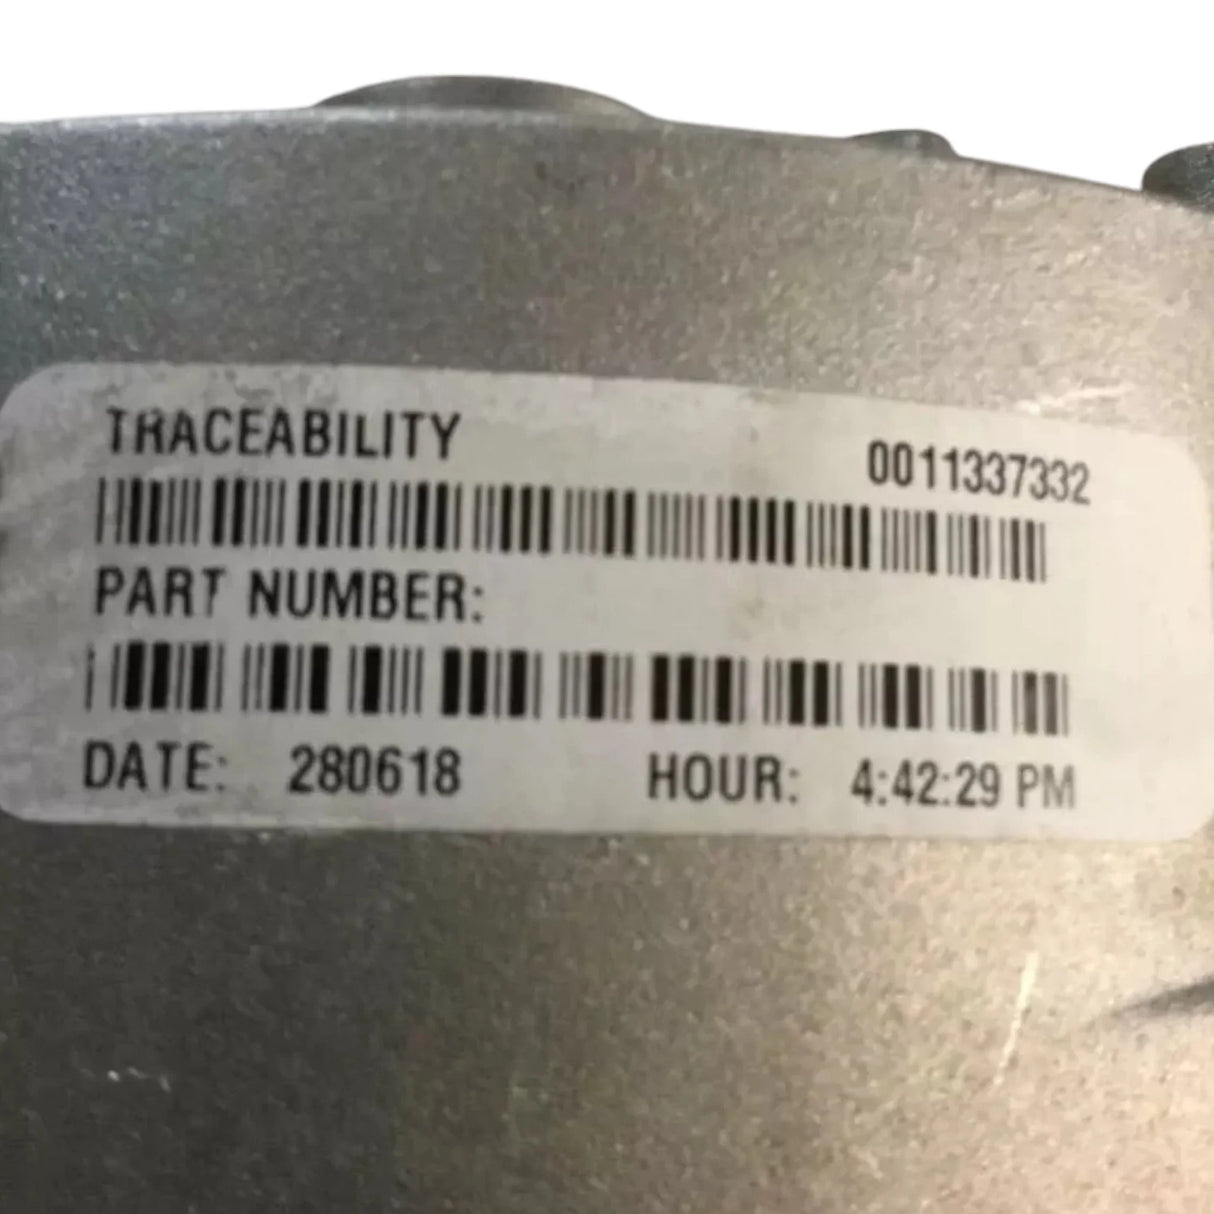 TRACEABILITY 0011337332
PART NUMBER:
DATE: 280618 HOUR: 4:42:29 PM